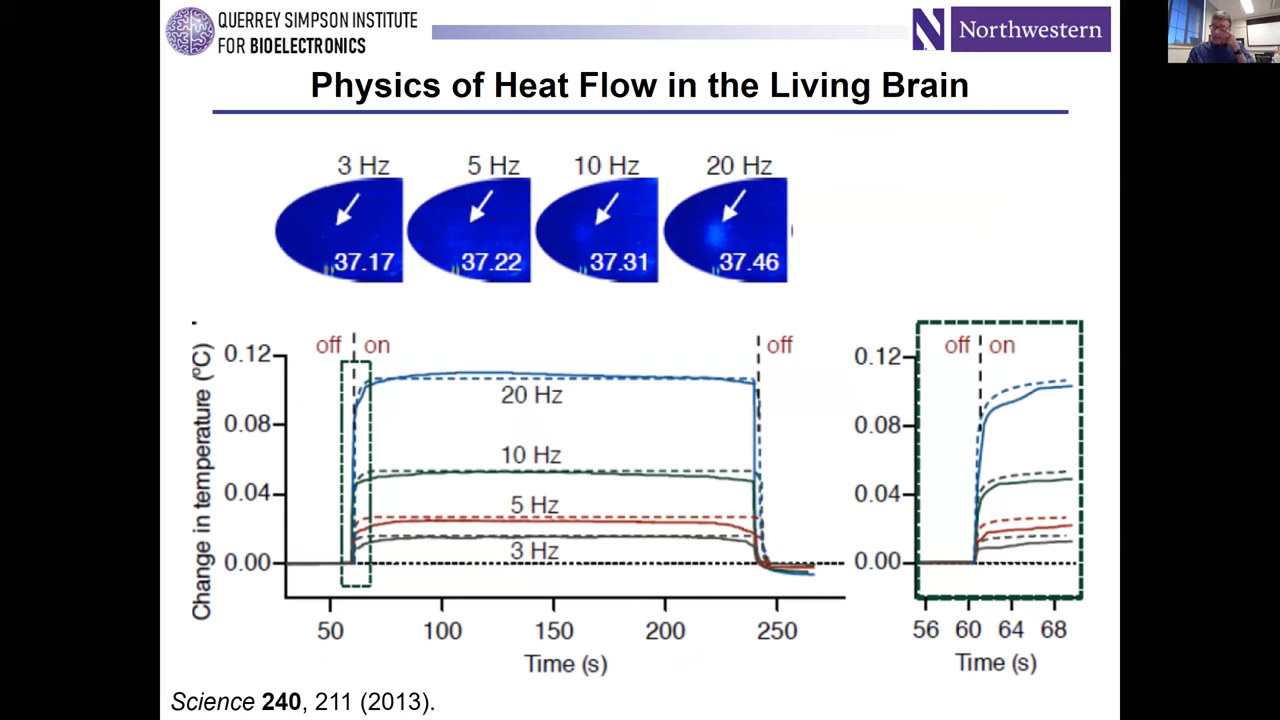 QUERREY SIMPSON INSTITUTE
FOR BIOELECTRONICS
N
Northwestern
Physics of Heat Flow in the Living Brain
3 Hz 5 Hz 10 Hz 20 Hz
37.17 37.22 37.31 37.46
off on off
0.12
0.08
0.04
0.00
Change in temperature (ºC)
20 Hz
10 Hz
5 Hz
3 Hz
50 100 150 200 250
Time (s)
off on
0.12
0.08
0.04
0.00
56 60 64 68
Time (s)
Science 240, 211 (2013).